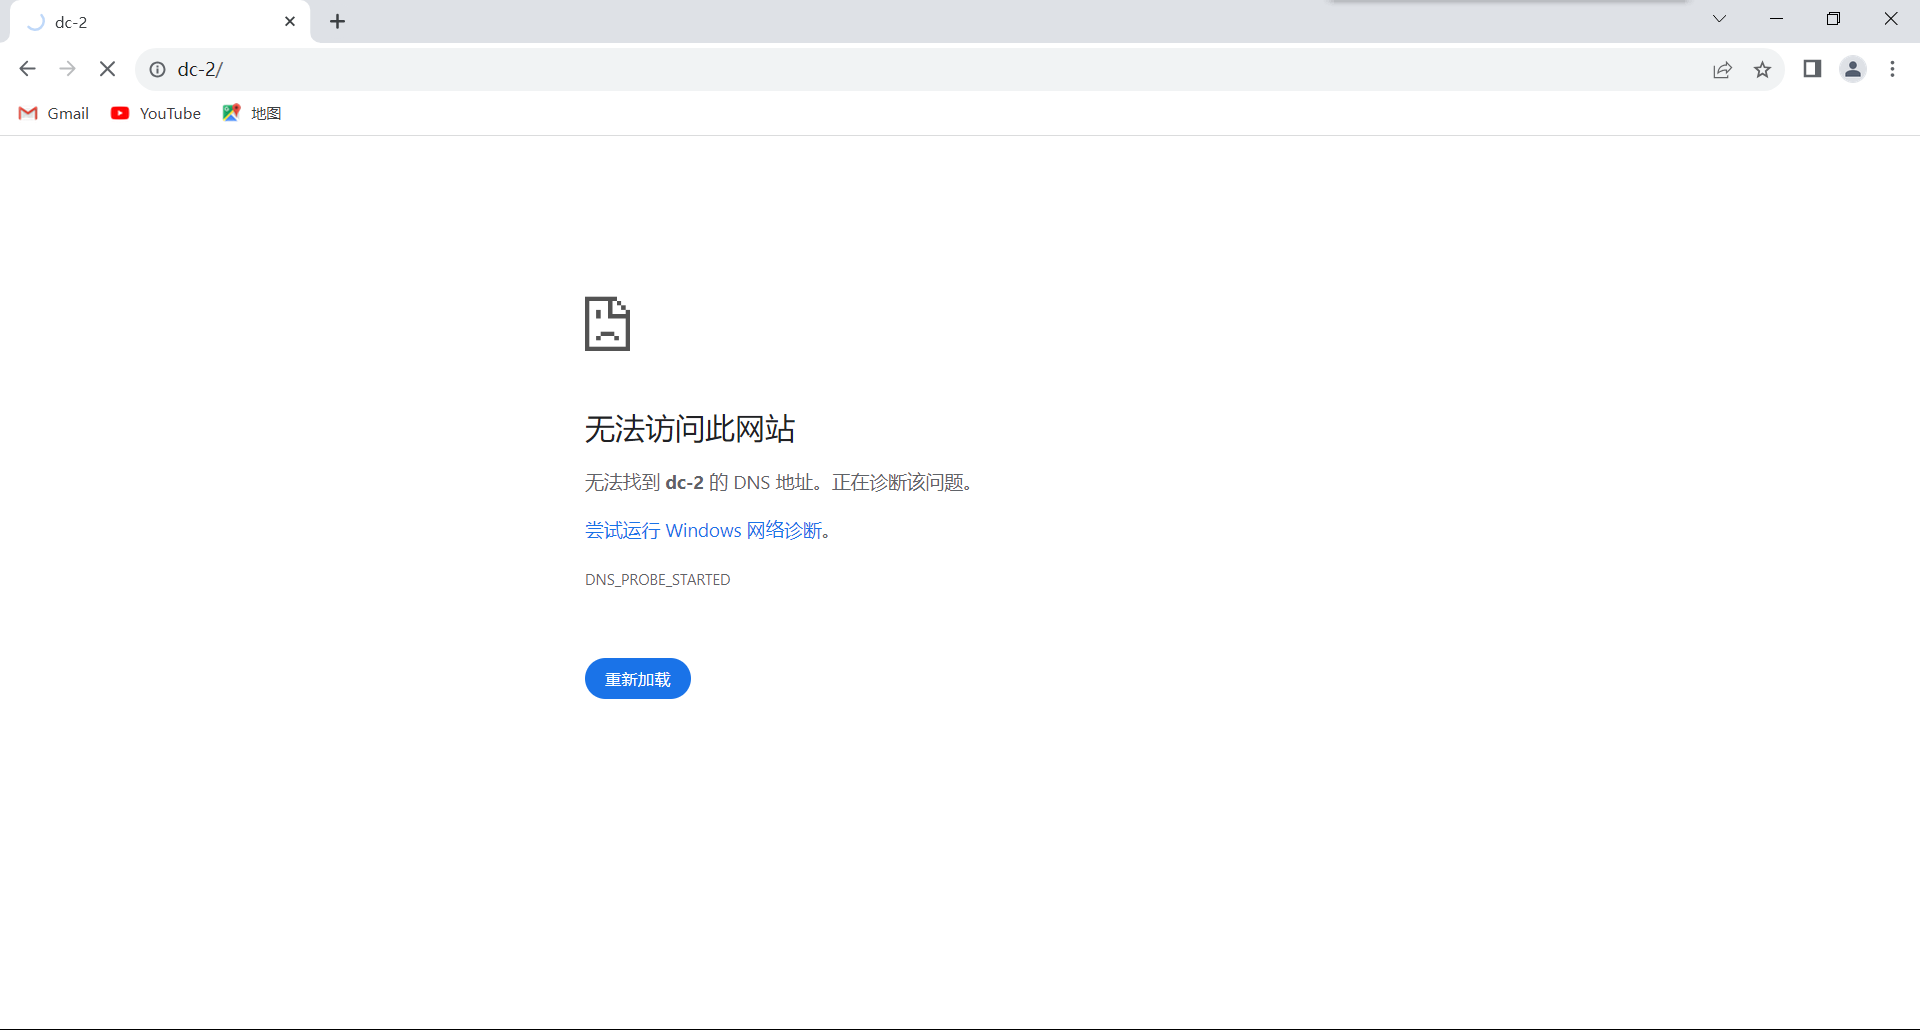 dc-2
dc-2/
Gmail YouTube 地图
无法访问此网站
无法找到 dc-2 的 DNS 地址。正在诊断该问题。
尝试运行 Windows 网络诊断。
DNS_PROBE_STARTED
重新加载